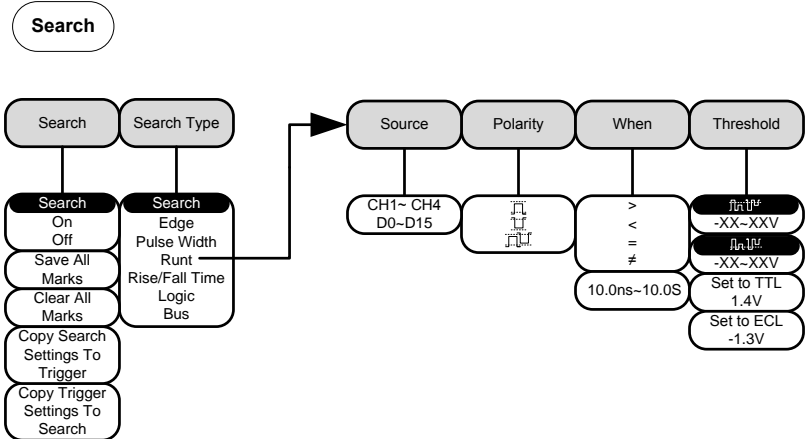 Search
Search
Search Type
Source
Polarity
When
Threshold
Search
On
Off
Save All
Marks
Clear All
Marks
Copy Search
Settings To
Trigger
Copy Trigger
Settings To
Search
Search
Edge
Pulse Width
Runt
Rise/Fall Time
Logic
Bus
CH1~ CH4
D0~D15
>
<
=
≠
10.0ns~10.0S
-XX~XXV
-XX~XXV
Set to TTL
1.4V
Set to ECL
-1.3V